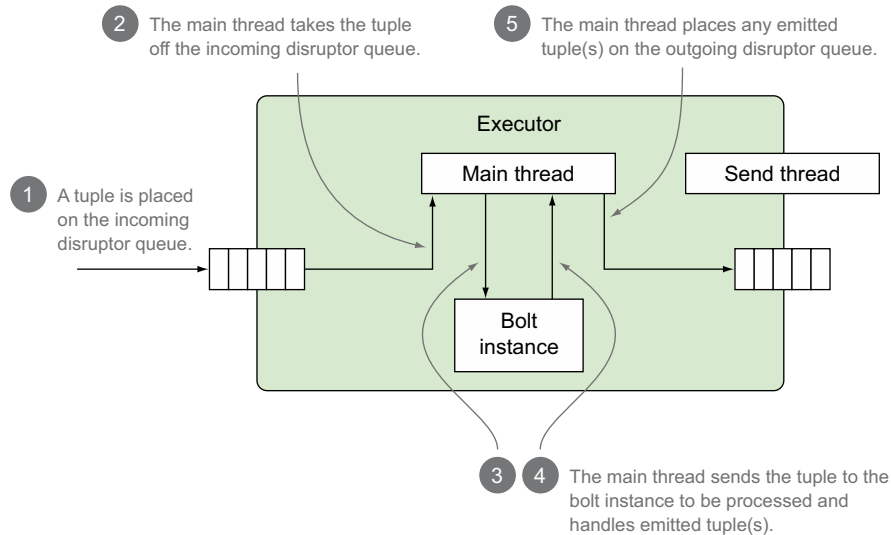 2
The main thread takes the tuple
off the incoming disruptor queue.
5
The main thread places any emitted
tuple(s) on the outgoing disruptor queue.
Executor
Main thread
Send thread
1
A tuple is placed
on the incoming
disruptor queue.
Bolt
instance
3
4
The main thread sends the tuple to the
bolt instance to be processed and
handles emitted tuple(s).